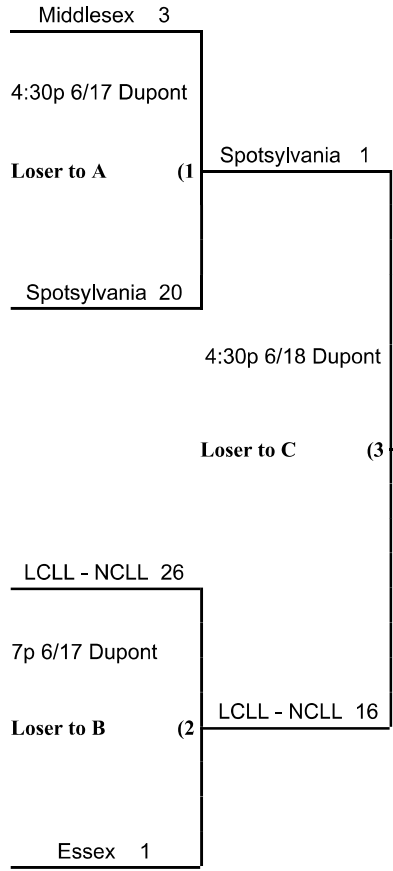 Middlesex 3
4:30p 6/17 Dupont
Spotsylvania 1
Loser to A (1
Spotsylvania 20
4:30p 6/18 Dupont
Loser to C (3
LCLL - NCLL 26
7p 6/17 Dupont
LCLL - NCLL 16
Loser to B (2
Essex 1